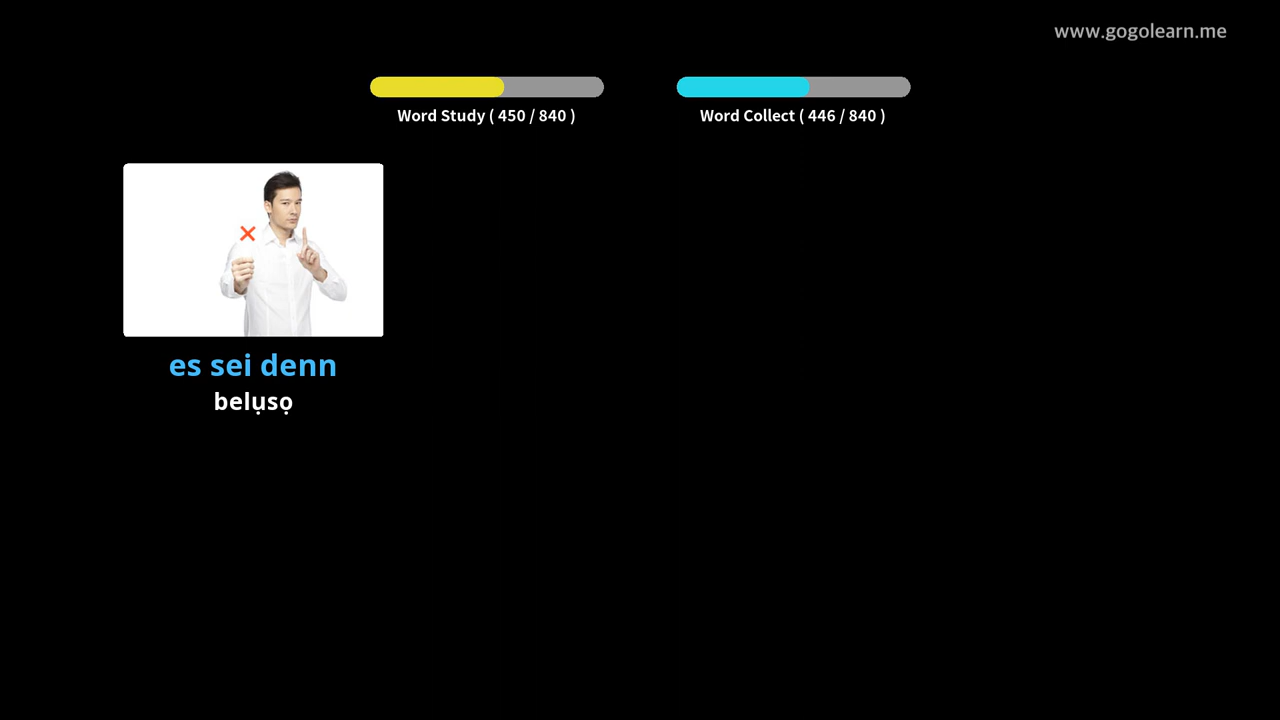 www.gogolearn.me
Word Study ( 450 / 840 )
Word Collect ( 446 / 840 )
es sei denn
belụsọ